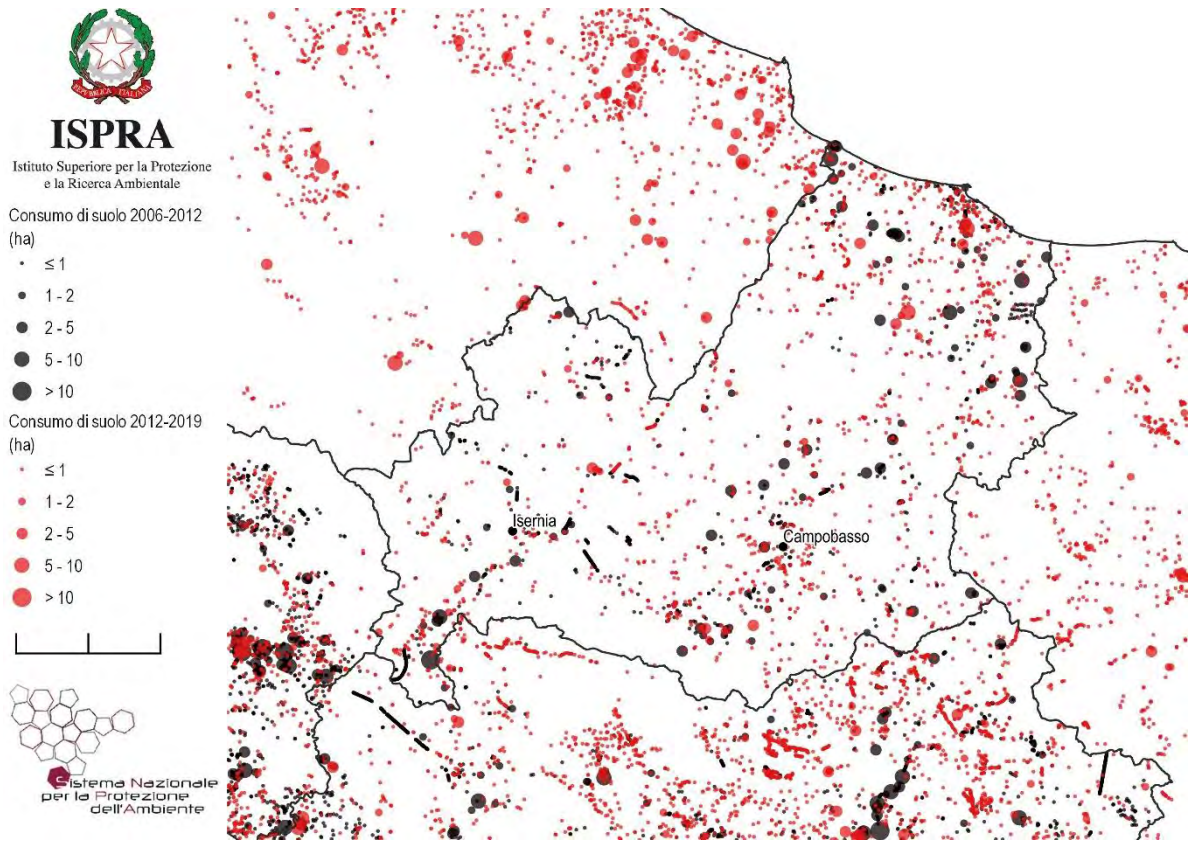 REPVBBLICA ITALIANA
ISPRA
Istituto Superiore per la Protezione
e la Ricerca Ambientale
Consumo di suolo 2006-2012
(ha)
≤ 1
1 - 2
2 - 5
5 - 10
> 10
Consumo di suolo 2012-2019
(ha)
≤ 1
1 - 2
2 - 5
5 - 10
> 10
Sistema Nazionale
per la Protezione
dell'Ambiente
Isernia
Campobasso